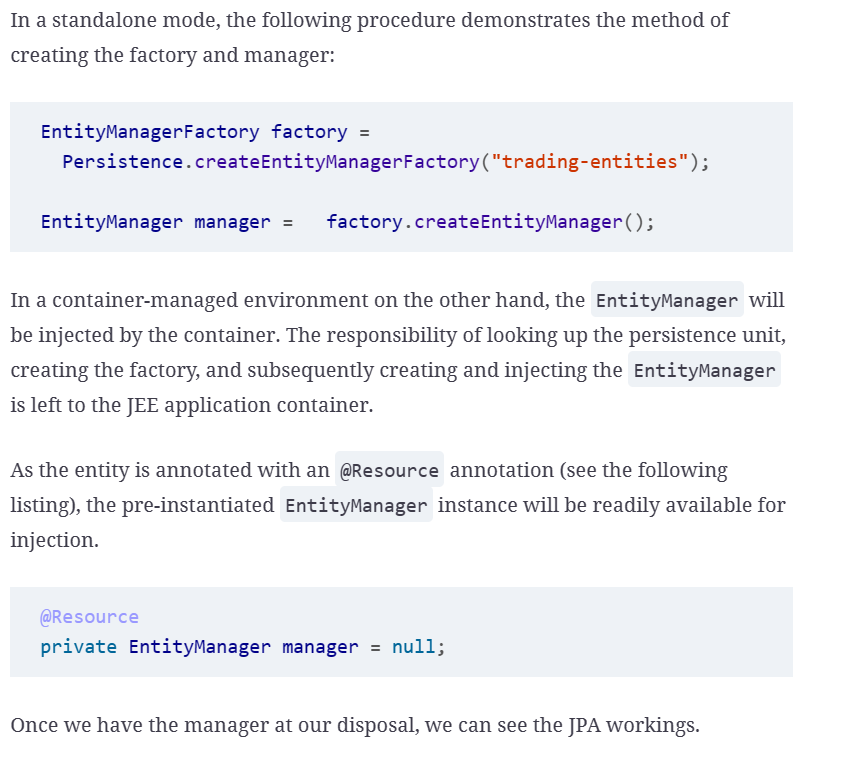 In a standalone mode, the following procedure demonstrates the method of
creating the factory and manager:
EntityManagerFactory factory =
  Persistence.createEntityManagerFactory("trading-entities");
EntityManager manager =   factory.createEntityManager();
In a container-managed environment on the other hand, the EntityManager will
be injected by the container. The responsibility of looking up the persistence unit,
creating the factory, and subsequently creating and injecting the EntityManager
is left to the JEE application container.
As the entity is annotated with an @Resource annotation (see the following
listing), the pre-instantiated EntityManager instance will be readily available for
injection.
@Resource
private EntityManager manager = null;
Once we have the manager at our disposal, we can see the JPA workings.